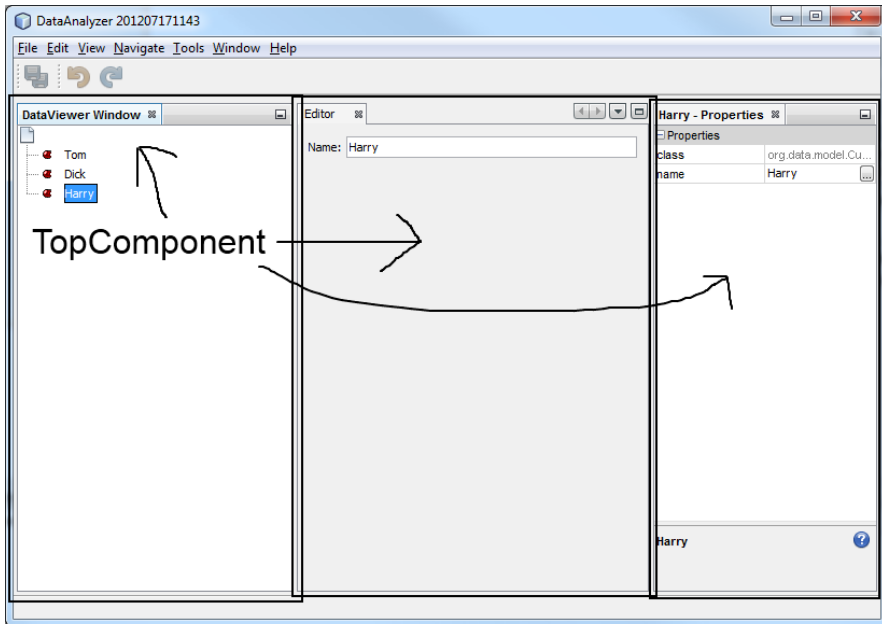 DataAnalyzer 201207171143
File Edit View Navigate Tools Window Help
DataViewer Window
Tom
Dick
Harry
Editor
Name: Harry
Harry - Properties
Properties
class org.data.model.Cu...
name Harry ...
TopComponent
Harry